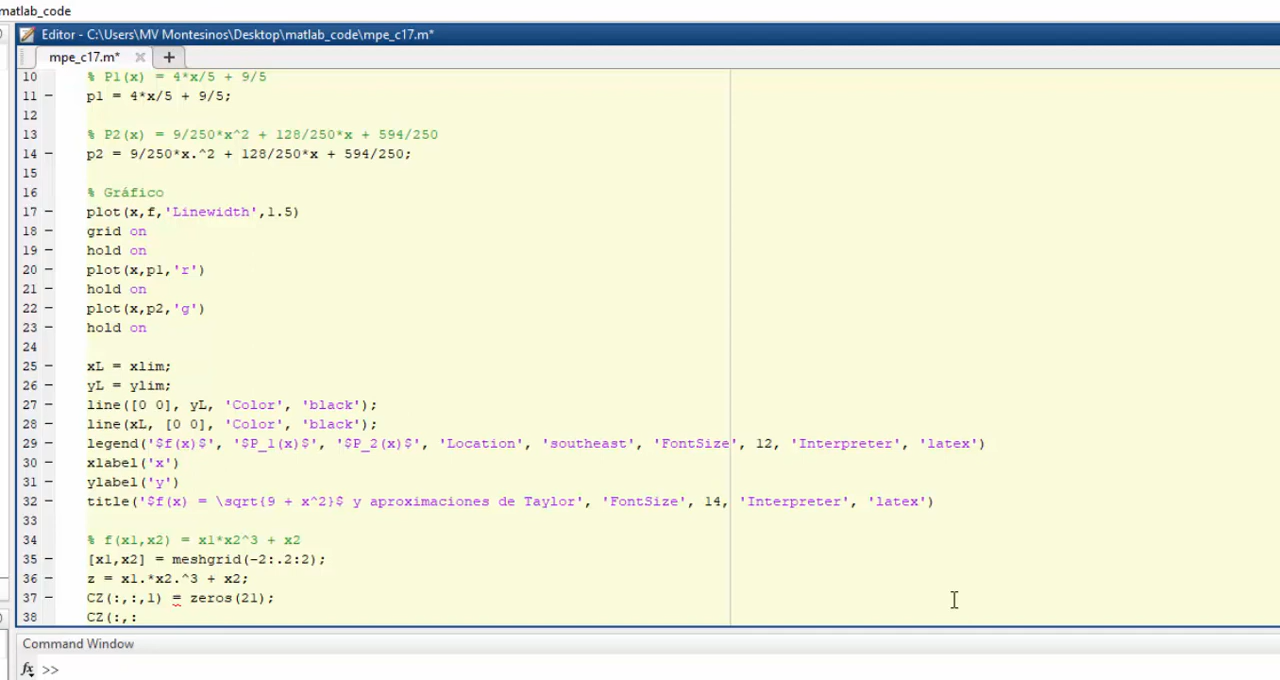 matlab_code
Editor - C:\Users\MV Montesinos\Desktop\matlab_code\mpe_c17.m*
mpe_c17.m* × +
10 % P1(x) = 4*x/5 + 9/5
11 - p1 = 4*x/5 + 9/5;
12
13 % P2(x) = 9/250*x^2 + 128/250*x + 594/250
14 - p2 = 9/250*x.^2 + 128/250*x + 594/250;
15
16 % Gráfico
17 - plot(x,f,'Linewidth',1.5)
18 - grid on
19 - hold on
20 - plot(x,p1,'r')
21 - hold on
22 - plot(x,p2,'g')
23 - hold on
24
25 - xL = xlim;
26 - yL = ylim;
27 - line([0 0], yL, 'Color', 'black');
28 - line(xL, [0 0], 'Color', 'black');
29 - legend('$f(x)$', '$P_1(x)$', '$P_2(x)$', 'Location', 'southeast', 'FontSize', 12, 'Interpreter', 'latex')
30 - xlabel('x')
31 - ylabel('y')
32 - title('$f(x) = \sqrt{9 + x^2}$ y aproximaciones de Taylor', 'FontSize', 14, 'Interpreter', 'latex')
33
34 % f(x1,x2) = x1*x2^3 + x2
35 - [x1,x2] = meshgrid(-2:.2:2);
36 - z = x1.*x2.^3 + x2;
37 - CZ(:,:,1) = zeros(21);
38 CZ(:,:
Command Window
fx >>